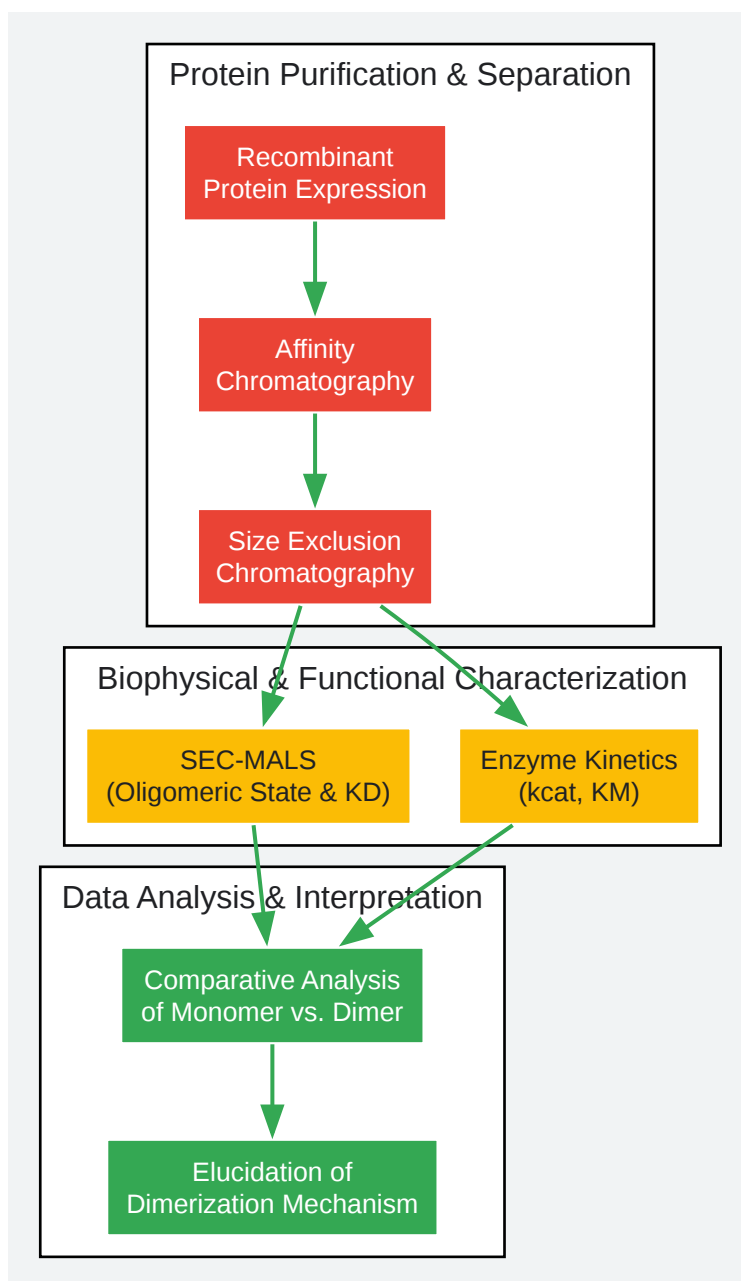 Protein Purification & Separation
Recombinant
Protein Expression
Affinity
Chromatography
Size Exclusion
Chromatography
Biophysical & Functional Characterization
SEC-MALS
(Oligomeric State & KD)
Enzyme Kinetics
(kcat, KM)
Data Analysis & Interpretation
Comparative Analysis
of Monomer vs. Dimer
Elucidation of
Dimerization Mechanism